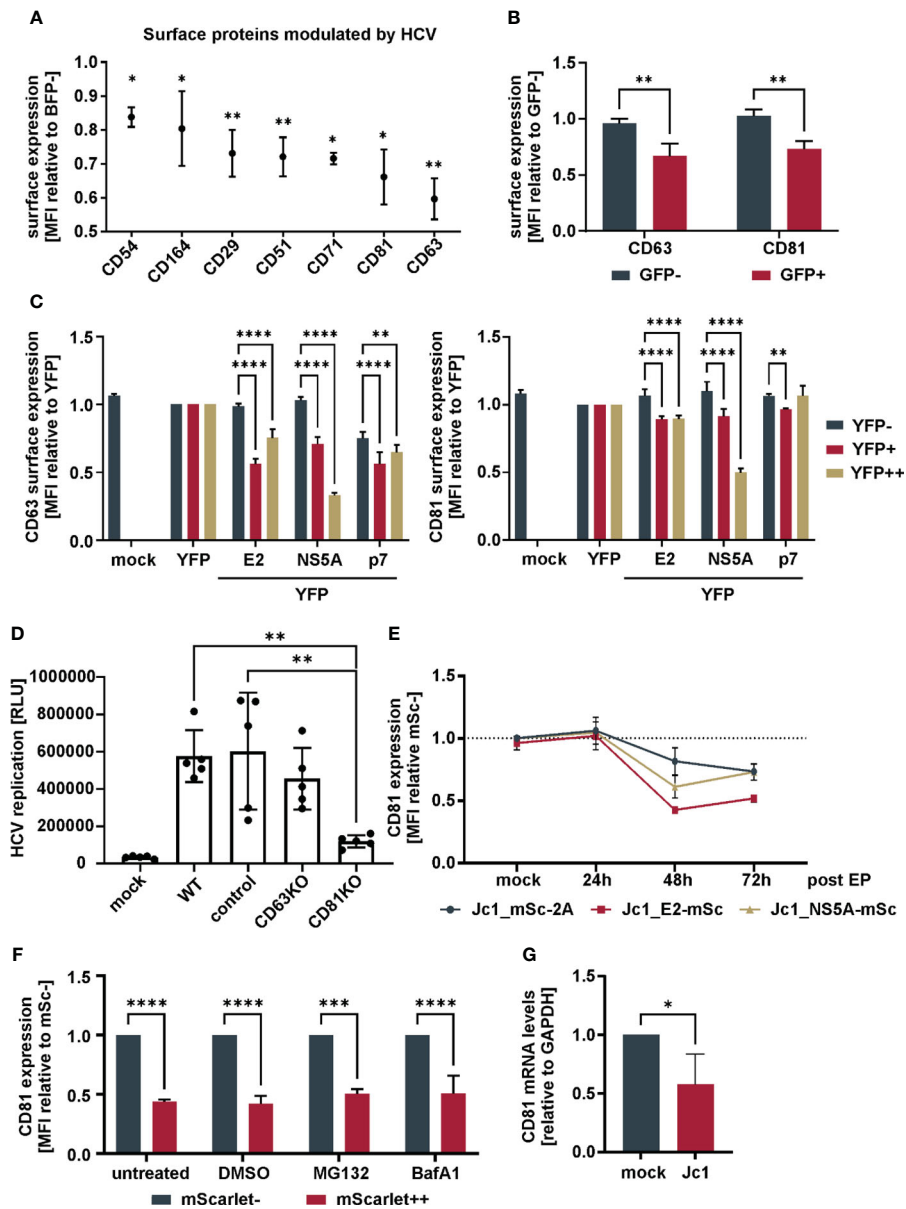 A
Surface proteins modulated by HCV
surrface expression
[MFI relative to BFP-]
1.0
0.9
0.8
0.7
0.6
0.5
* * ** ** * * **
CD54 CD164 CD29 CD51 CD71 CD81 CD63
B
surrface expression
[MFI relative to GFP-]
1.5
1.0
0.5
0.0
** **
CD63 CD81
GFP- GFP+
C
CD63 surrface expression
[MFI relative to YFP]
1.5
1.0
0.5
0.0
**** **** **
**** **** ****
mock YFP E2 NS5A p7
YFP
CD81 surrface expression
[MFI relative to YFP]
1.5
1.0
0.5
0.0
**** ****
**** **** **
mock YFP E2 NS5A p7
YFP
YFP-
YFP+
YFP++
D
HCV replication [RLU]
1000000
800000
600000
400000
200000
0
**
**
mock WT control CD63KO CD81KO
E
CD81 expression
[MFI relative mSc-]
1.5
1.0
0.5
0.0
mock 24h 48h 72h post EP
Jc1_mSc-2A Jc1_E2-mSc Jc1_NS5A-mSc
F
CD81 expression
[MFI relative to mSc-]
1.5
1.0
0.5
0.0
**** **** *** ****
untreated DMSO MG132 BafA1
mScarlet- mScarlet++
G
CD81 mRNA levels
[relative to GAPDH]
1.5
1.0
0.5
0.0
*
mock Jc1